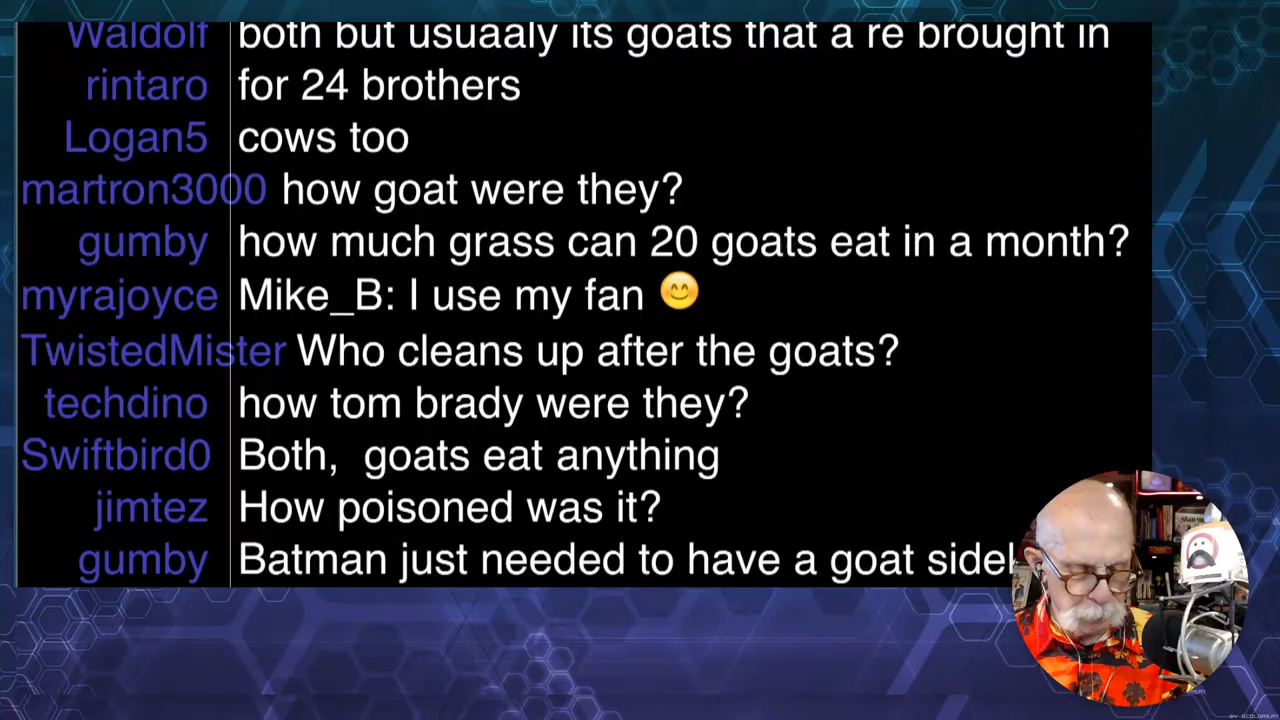 Waldolf both but usuaaly its goats that a re brought in
rintaro for 24 brothers
Logan5 cows too
martron3000 how goat were they?
gumby how much grass can 20 goats eat in a month?
myrajoyce Mike_B: I use my fan 😊
TwistedMister Who cleans up after the goats?
techdino how tom brady were they?
Swiftbird0 Both, goats eat anything
jimtez How poisoned was it?
gumby Batman just needed to have a goat